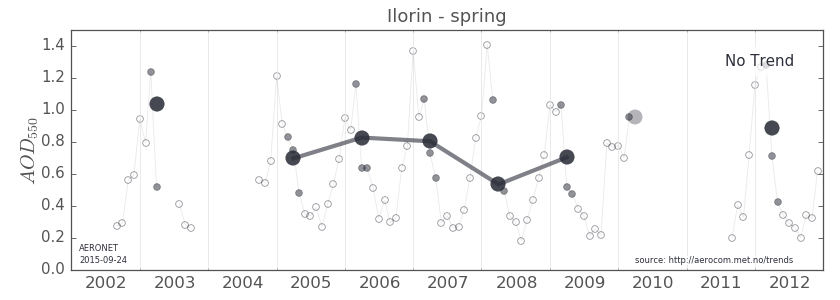 Ilorin - spring
1.4
1.2
1.0
0.8
0.6
0.4
0.2
0.0
AOD550
No Trend
AERONET
2015-09-24
source: http://aerocom.met.no/trends
2002 2003 2004 2005 2006 2007 2008 2009 2010 2011 2012